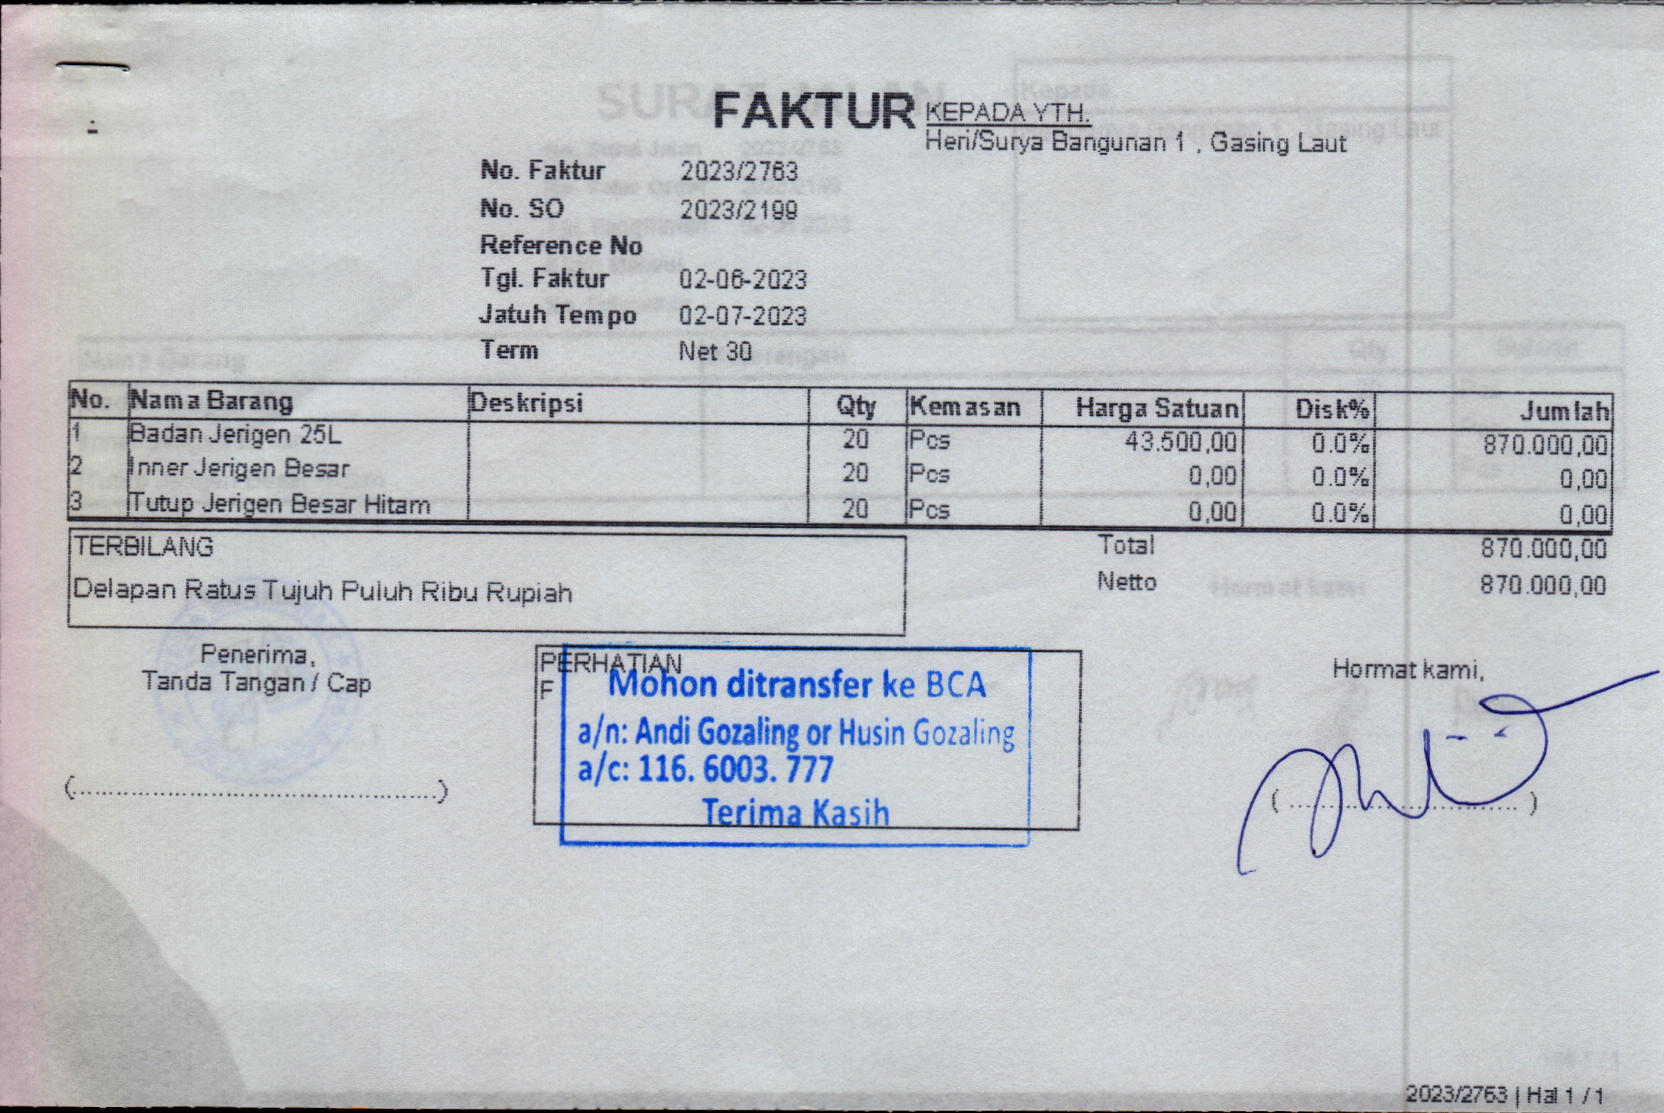 FAKTUR
KEPADA YTH.
Heri/Surya Bangunan 1 , Gasing Laut
No. Faktur 2023/2763
No. SO 2023/2199
Reference No
Tgl. Faktur 02-06-2023
Jatuh Tempo 02-07-2023
Term Net 30
No. Nama Barang Deskripsi Qty Kemasan Harga Satuan Disk% Jumlah
1 Badan Jerigen 25L 20 Pcs 43.500,00 0.0% 870.000,00
2 Inner Jerigen Besar 20 Pcs 0,00 0.0% 0,00
3 Tutup Jerigen Besar Hitam 20 Pcs 0,00 0.0% 0,00
TERBILANG
Delapan Ratus Tujuh Puluh Ribu Rupiah
Total 870.000,00
Netto 870.000,00
Penerima,
Tanda Tangan / Cap
(..............................................)
PERHATIAN
F
Mohon ditransfer ke BCA
a/n: Andi Gozaling or Husin Gozaling
a/c: 116. 6003. 777
Terima Kasih
Hormat kami,
( ............................. )
2023/2763 | Hal 1 / 1